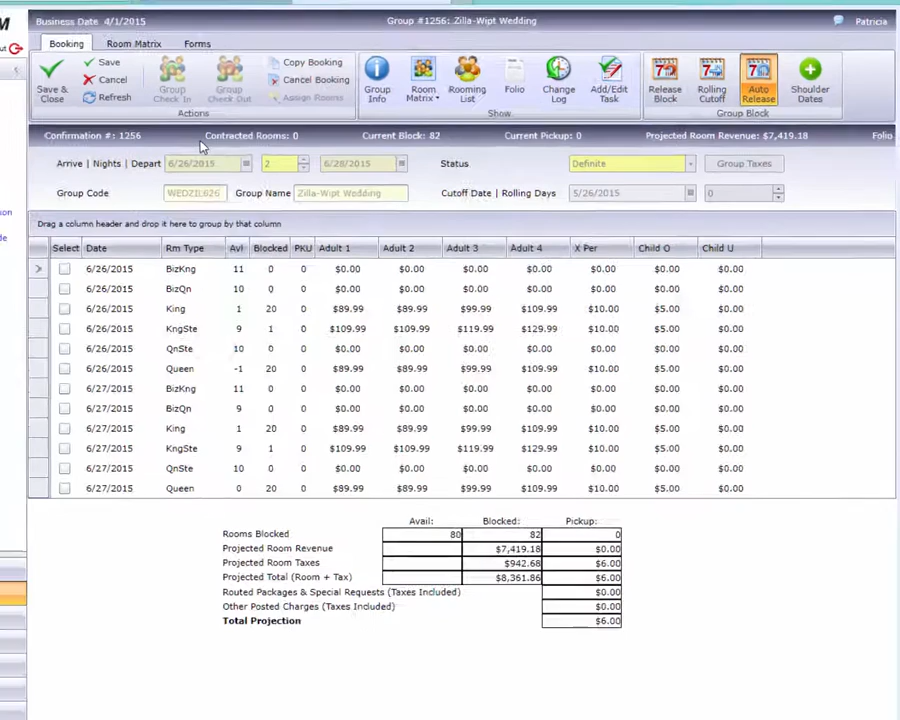 M
Business Date 4/1/2015 Group #1256: Zilla-Wipt Wedding Patricia
Booking Room Matrix Forms
Save & Close Save Cancel Refresh Group Check In Group Check Out Copy Booking Cancel Booking Assign Rooms Group Info Room Matrix Rooming List Folio Change Log Add/Edit Task Release Block Rolling Cutoff Auto Release Shoulder Dates
Actions Show Group Block
Confirmation #: 1256 Contracted Rooms: 0 Current Block: 82 Current Pickup: 0 Projected Room Revenue: $7,419.18 Folio
Arrive | Nights | Depart 6/26/2015 2 6/28/2015 Status Definite Group Taxes
Group Code Group Name Zilla-Wipt Wedding Cutoff Date | Rolling Days 5/26/2015 0
Drag a column header and drop it here to group by that column
Select Date Rm Type Avl Blocked PKU Adult 1 Adult 2 Adult 3 Adult 4 X Per Child O Child U
6/26/2015 BizKng 11 0 0 $0.00 $0.00 $0.00 $0.00 $0.00 $0.00 $0.00
6/26/2015 BizQn 10 0 0 $0.00 $0.00 $0.00 $0.00 $0.00 $0.00 $0.00
6/26/2015 King 1 20 0 $89.99 $89.99 $99.99 $109.99 $10.00 $5.00 $0.00
6/26/2015 KngSte 9 1 0 $109.99 $109.99 $119.99 $129.99 $10.00 $5.00 $0.00
6/26/2015 QnSte 10 0 0 $0.00 $0.00 $0.00 $0.00 $0.00 $0.00 $0.00
6/26/2015 Queen -1 20 0 $89.99 $89.99 $99.99 $109.99 $10.00 $5.00 $0.00
6/27/2015 BizKng 11 0 0 $0.00 $0.00 $0.00 $0.00 $0.00 $0.00 $0.00
6/27/2015 BizQn 9 0 0 $0.00 $0.00 $0.00 $0.00 $0.00 $0.00 $0.00
6/27/2015 King 1 20 0 $89.99 $89.99 $99.99 $109.99 $10.00 $5.00 $0.00
6/27/2015 KngSte 9 1 0 $109.99 $109.99 $119.99 $129.99 $10.00 $5.00 $0.00
6/27/2015 QnSte 10 0 0 $0.00 $0.00 $0.00 $0.00 $0.00 $0.00 $0.00
6/27/2015 Queen 0 20 0 $89.99 $89.99 $99.99 $109.99 $10.00 $5.00 $0.00
Avail: Blocked: Pickup:
Rooms Blocked 80 82 0
Projected Room Revenue $7,419.18 $0.00
Projected Room Taxes $942.68 $6.00
Projected Total (Room + Tax) $8,361.86 $6.00
Routed Packages & Special Requests (Taxes Included) $0.00
Other Posted Charges (Taxes Included) $0.00
Total Projection $6.00